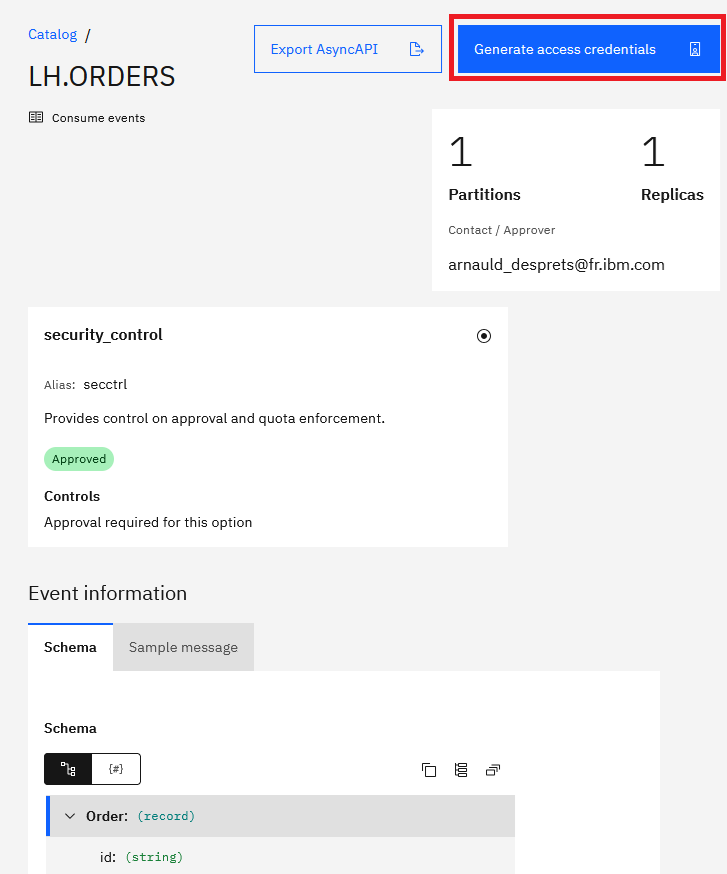 Catalog /
Export AsyncAPI
Generate access credentials
LH.ORDERS
Consume events
1 1
Partitions Replicas
Contact / Approver
arnauld_desprets@fr.ibm.com
security_control
Alias: secctrl
Provides control on approval and quota enforcement.
Approved
Controls
Approval required for this option
Event information
Schema Sample message
Schema
{#}
Order: (record)
id: (string)